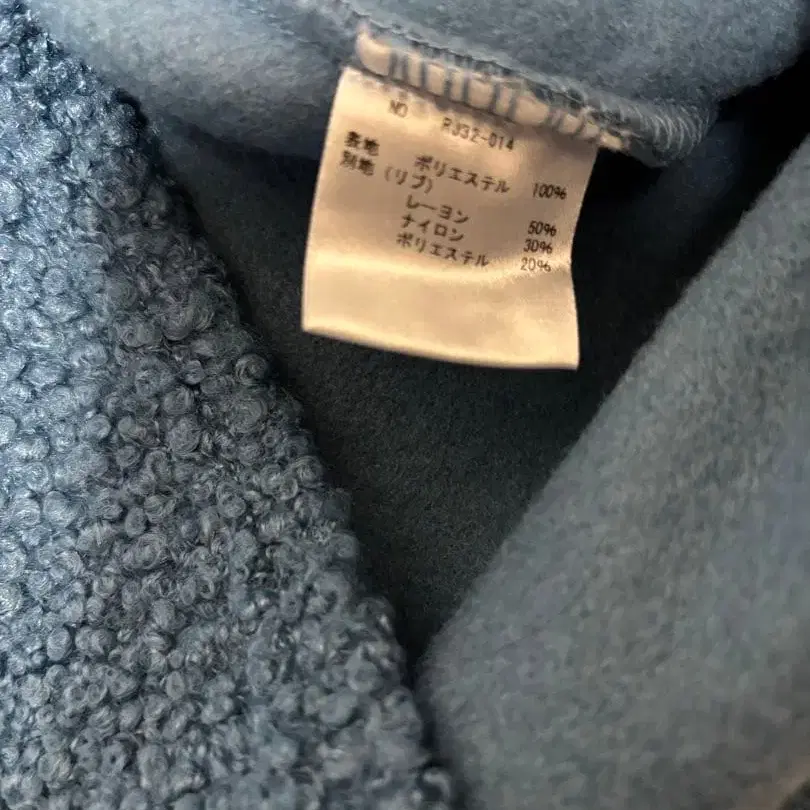 NO RJ32-014
表地 ポリエステル 100%
別地(リブ)
レーヨン 50%
ナイロン 30%
ポリエステル 20%